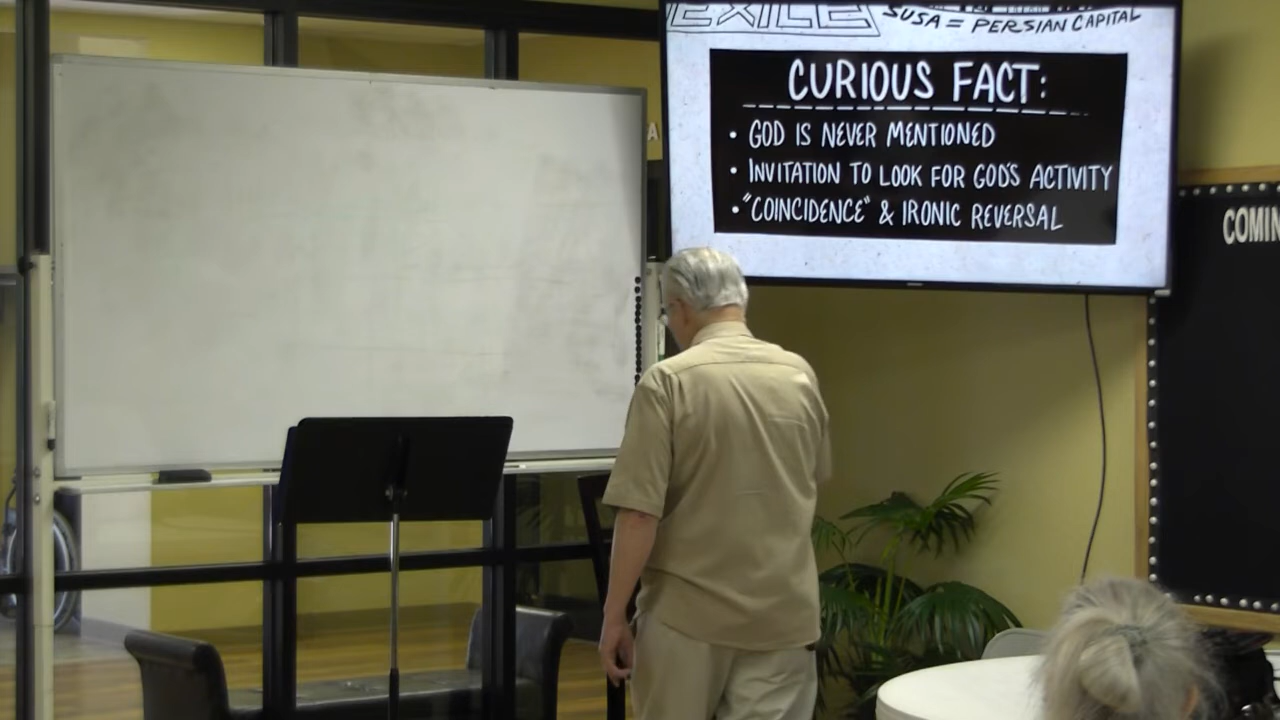 EXILE
SUSA = PERSIAN CAPITAL
CURIOUS FACT:
• GOD IS NEVER MENTIONED
• INVITATION TO LOOK FOR GOD'S ACTIVITY
• "COINCIDENCE" & IRONIC REVERSAL
A
COMIN